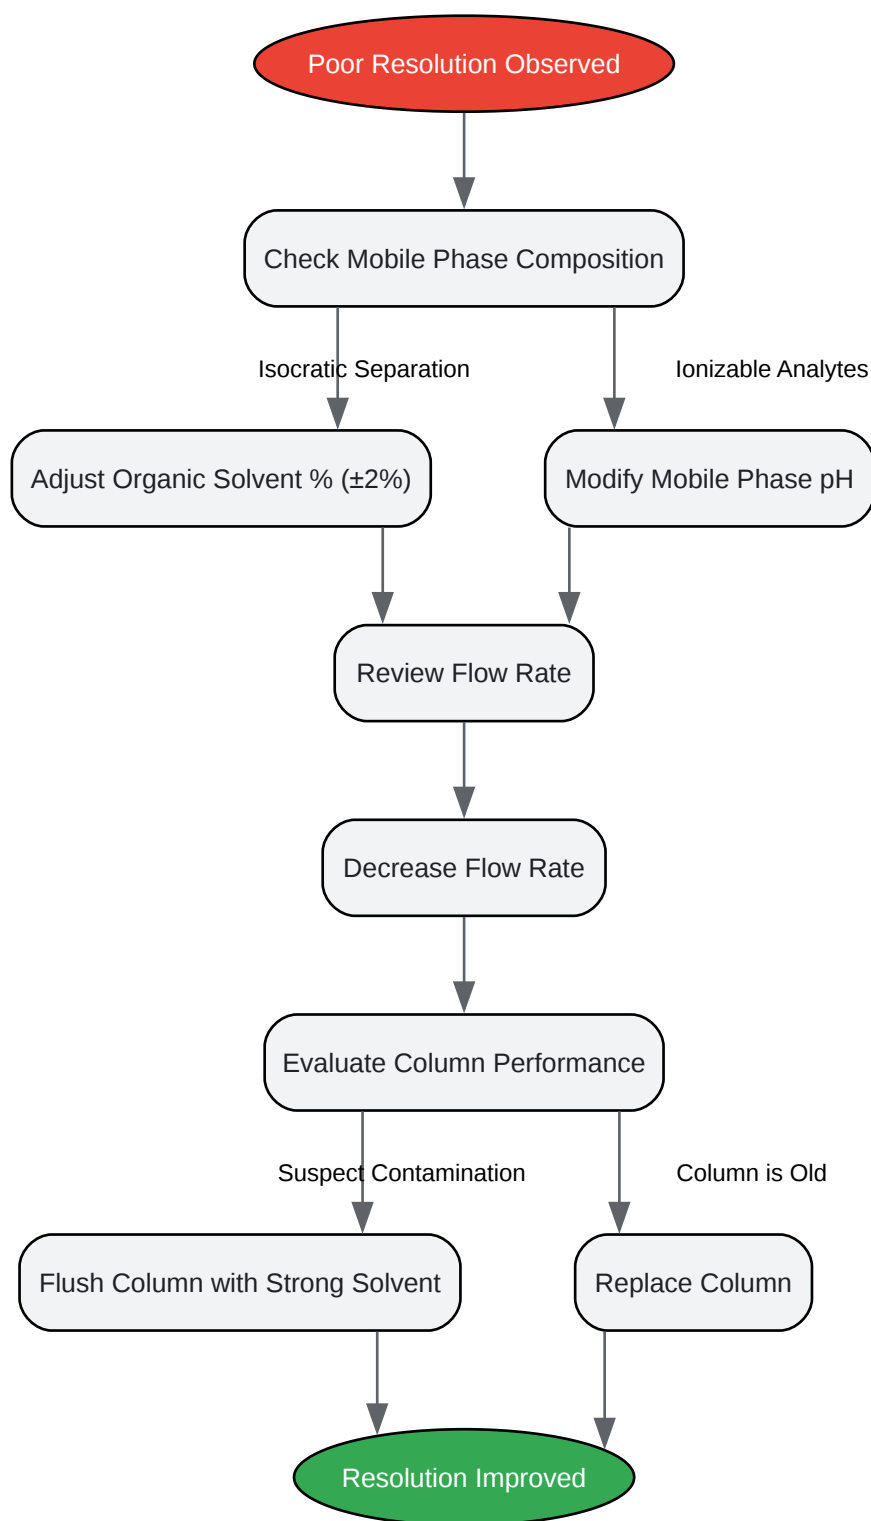 Poor Resolution Observed
Check Mobile Phase Composition
Isocratic Separation
Ionizable Analytes
Adjust Organic Solvent % (±2%)
Modify Mobile Phase pH
Review Flow Rate
Decrease Flow Rate
Evaluate Column Performance
Suspect Contamination
Column is Old
Flush Column with Strong Solvent
Replace Column
Resolution Improved